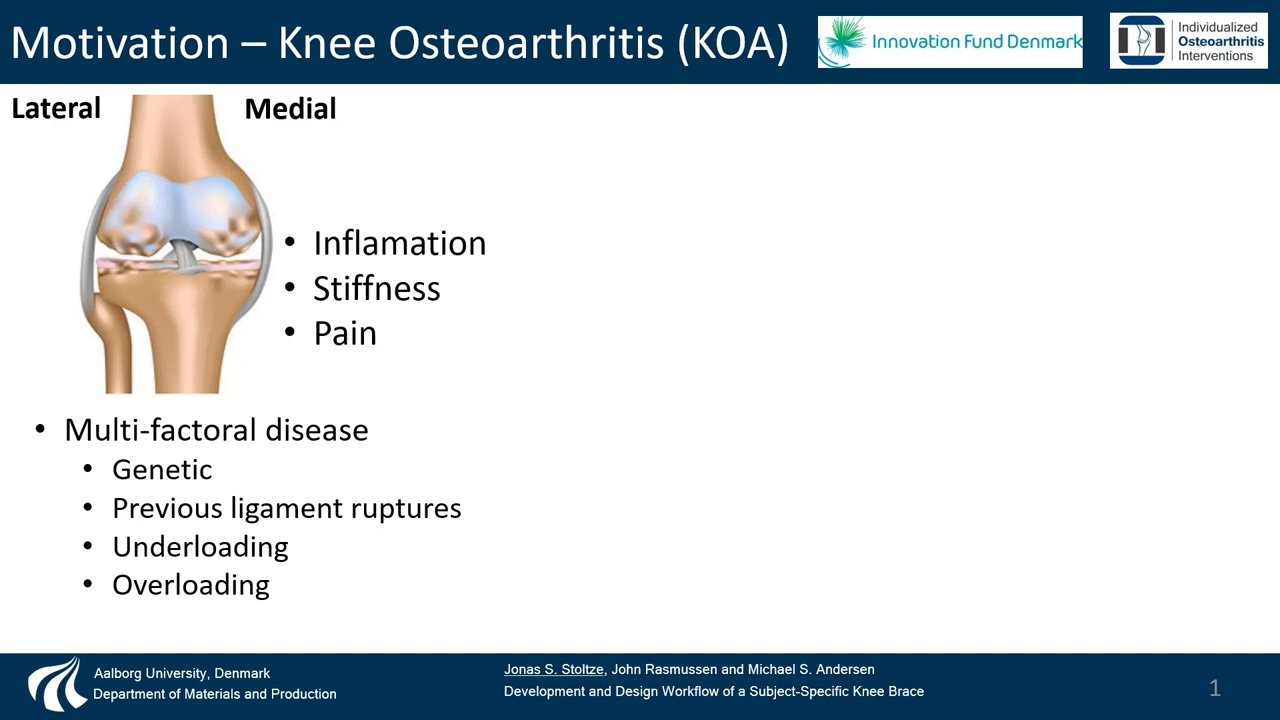 Motivation – Knee Osteoarthritis (KOA)
Innovation Fund Denmark
Individualized
Osteoarthritis
Interventions
Lateral
Medial
• Inflamation
• Stiffness
• Pain
• Multi-factoral disease
• Genetic
• Previous ligament ruptures
• Underloading
• Overloading
Aalborg University, Denmark
Department of Materials and Production
Jonas S. Stoltze, John Rasmussen and Michael S. Andersen
Development and Design Workflow of a Subject-Specific Knee Brace
1